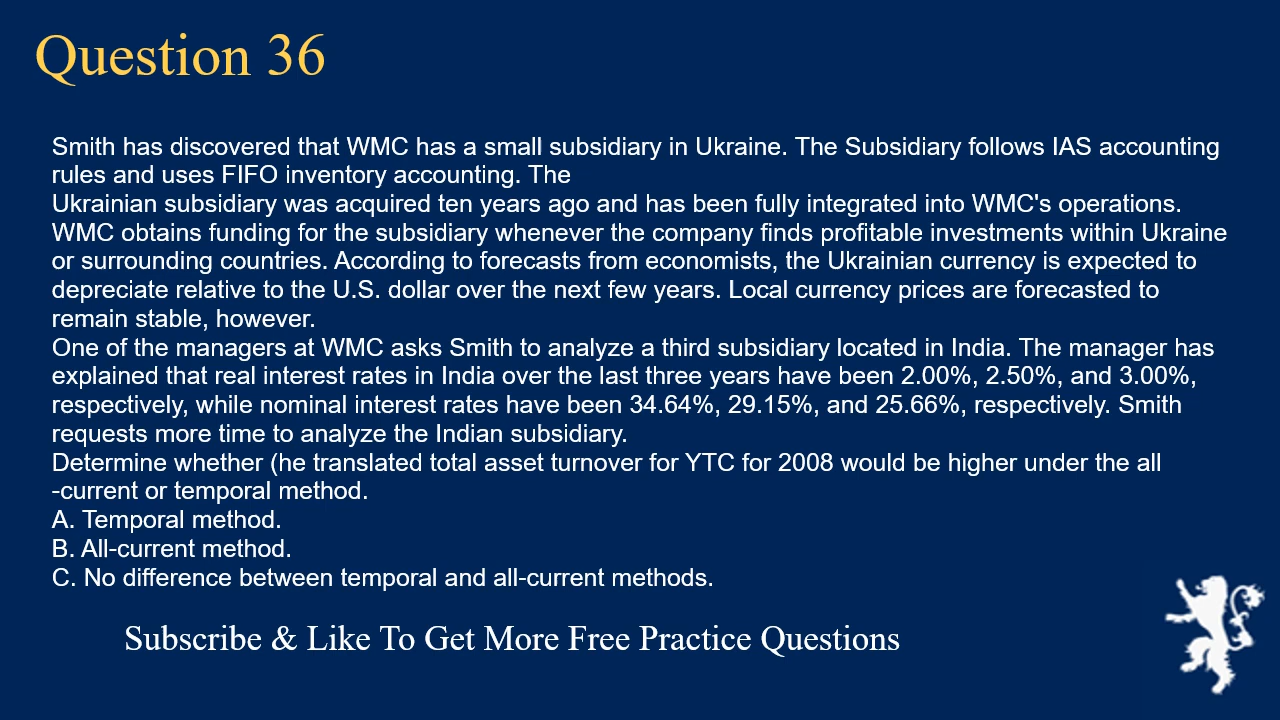 Question 36
Smith has discovered that WMC has a small subsidiary in Ukraine. The Subsidiary follows IAS accounting
rules and uses FIFO inventory accounting. The
Ukrainian subsidiary was acquired ten years ago and has been fully integrated into WMC's operations.
WMC obtains funding for the subsidiary whenever the company finds profitable investments within Ukraine
or surrounding countries. According to forecasts from economists, the Ukrainian currency is expected to
depreciate relative to the U.S. dollar over the next few years. Local currency prices are forecasted to
remain stable, however.
One of the managers at WMC asks Smith to analyze a third subsidiary located in India. The manager has
explained that real interest rates in India over the last three years have been 2.00%, 2.50%, and 3.00%,
respectively, while nominal interest rates have been 34.64%, 29.15%, and 25.66%, respectively. Smith
requests more time to analyze the Indian subsidiary.
Determine whether (he translated total asset turnover for YTC for 2008 would be higher under the all
-current or temporal method.
A. Temporal method.
B. All-current method.
C. No difference between temporal and all-current methods.
Subscribe & Like To Get More Free Practice Questions